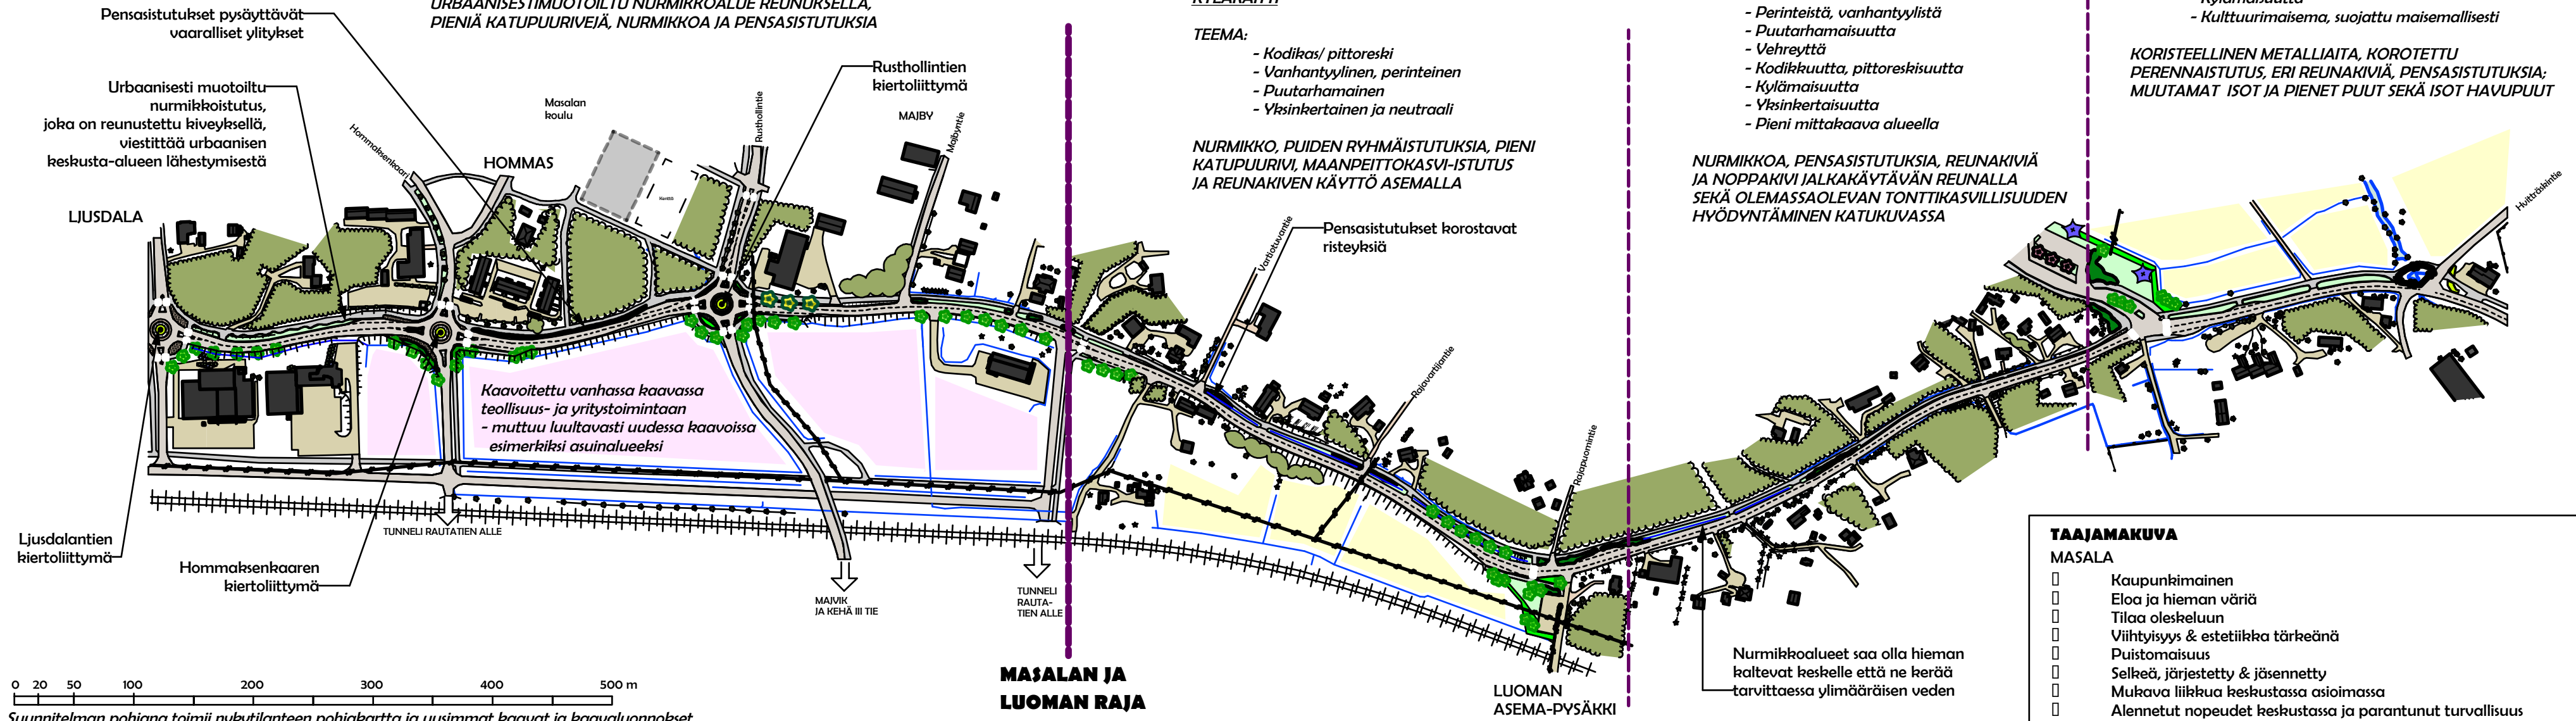 Pensasistutukset pysäyttävät
vaaralliset ylitykset
URBAANISESTIMUOTOILTU NURMIKKOALUE REUNUKSELLA,
PIENIÄ KATUPUURIVEJÄ, NURMIKKOA JA PENSASISTUTUKSIA
Urbaanisesti muotoiltu
nurmikkoistutus,
joka on reunustettu kiveyksellä,
viestittää urbaanisen
keskusta-alueen lähestymisestä
LJUSDALA
Hommaksenkaari
HOMMAS
Masalan
koulu
Kenttä
Rusthollintie
Rusthollintien
kiertoliittymä
MAJBY
Majbyntie
Kaavoitettu vanhassa kaavassa
teollisuus- ja yritystoimintaan
- muttuu luultavasti uudessa kaavoissa
esimerkiksi asuinalueeksi
Ljusdalantien
kiertoliittymä
Hommaksenkaaren
kiertoliittymä
TUNNELI RAUTATIEN ALLE
MAJVIK
JA KEHÄ III TIE
TUNNELI
RAUTA-
TIEN ALLE
0 20 50 100 200 300 400 500 m
Suunnitelman pohjana toimii nykytilanteen pohjakartta ja uusimmat kaavat ja kaavaluonnokset
MASALAN JA
LUOMAN RAJA
KYLÄRAITTI
TEEMA:
- Kodikas/ pittoreski
- Vanhantyylinen, perinteinen
- Puutarhamainen
- Yksinkertainen ja neutraali
NURMIKKO, PUIDEN RYHMÄISTUTUKSIA, PIENI
KATUPUURIVI, MAANPEITTOKASVI-ISTUTUS
JA REUNAKIVEN KÄYTTÖ ASEMALLA
Vartiotuvantie
Pensasistutukset korostavat
risteyksiä
Rajavartijantie
Rajapuomintie
LUOMAN
ASEMA-PYSÄKKI
- Perinteistä, vanhantyylistä
- Puutarhamaisuutta
- Vehreyttä
- Kodikkuutta, pittoreskisuutta
- Kylämaisuutta
- Yksinkertaisuutta
- Pieni mittakaava alueella
NURMIKKOA, PENSASISTUTUKSIA, REUNAKIVIÄ
JA NOPPAKIVI JALKAKÄYTÄVÄN REUNALLA
SEKÄ OLEMASSAOLEVAN TONTTIKASVILLISUUDEN
HYÖDYNTÄMINEN KATUKUVASSA
Nurmikkoalueet saa olla hieman
kaltevat keskelle että ne kerää
tarvittaessa ylimääräisen veden
- Kylämaisuutta
- Kulttuurimaisema, suojattu maisemallisesti
KORISTEELLINEN METALLIAITA, KOROTETTU
PERENNAISTUTUS, ERI REUNAKIVIÄ, PENSASISTUTUKSIA;
MUUTAMAT ISOT JA PIENET PUUT SEKÄ ISOT HAVUPUUT
Hvitträskintie
TAAJAMAKUVA
MASALA
Kaupunkimainen
Eloa ja hieman väriä
Tilaa oleskeluun
Viihtyisyys & estetiikka tärkeänä
Puistomaisuus
Selkeä, järjestetty & jäsennetty
Mukava liikkua keskustassa asioimassa
Alennetut nopeudet keskustassa ja parantunut turvallisuus